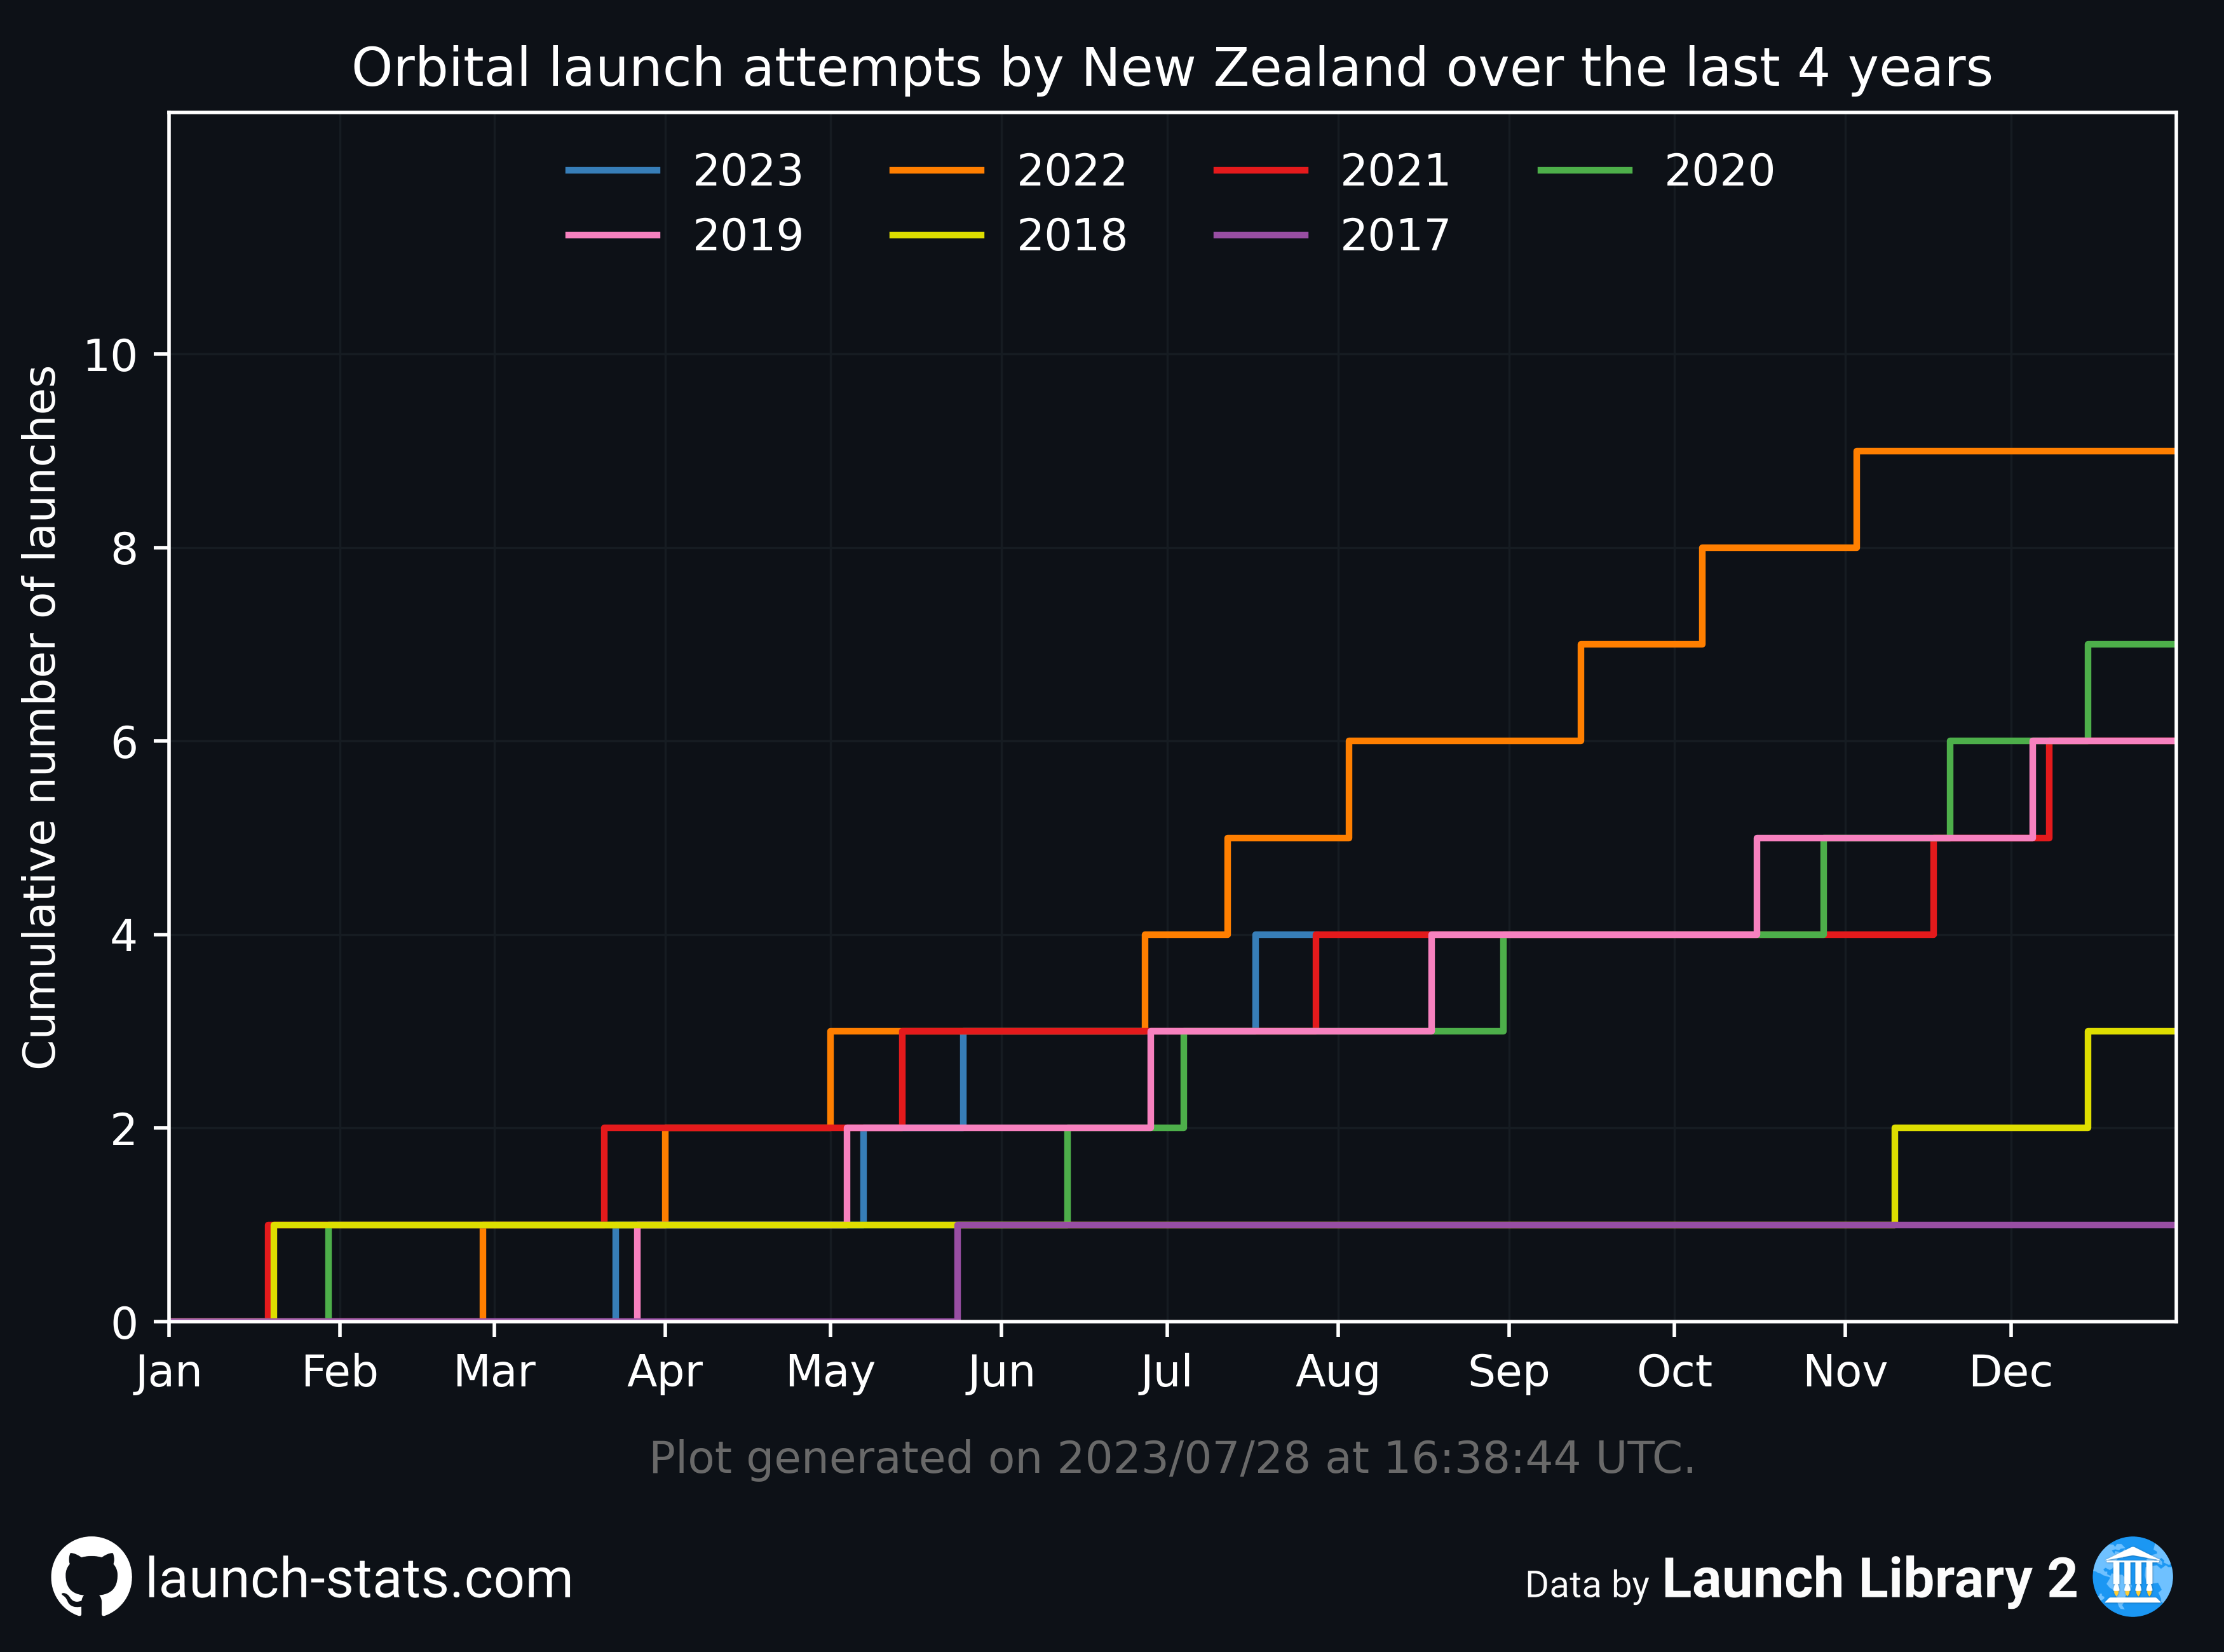 Orbital launch attempts by New Zealand over the last 4 years
2023 2022 2021 2020
2019 2018 2017
Cumulative number of launches
10
8
6
4
2
0
Jan Feb Mar Apr May Jun Jul Aug Sep Oct Nov Dec
Plot generated on 2023/07/28 at 16:38:44 UTC.
launch-stats.com
Data by Launch Library 2